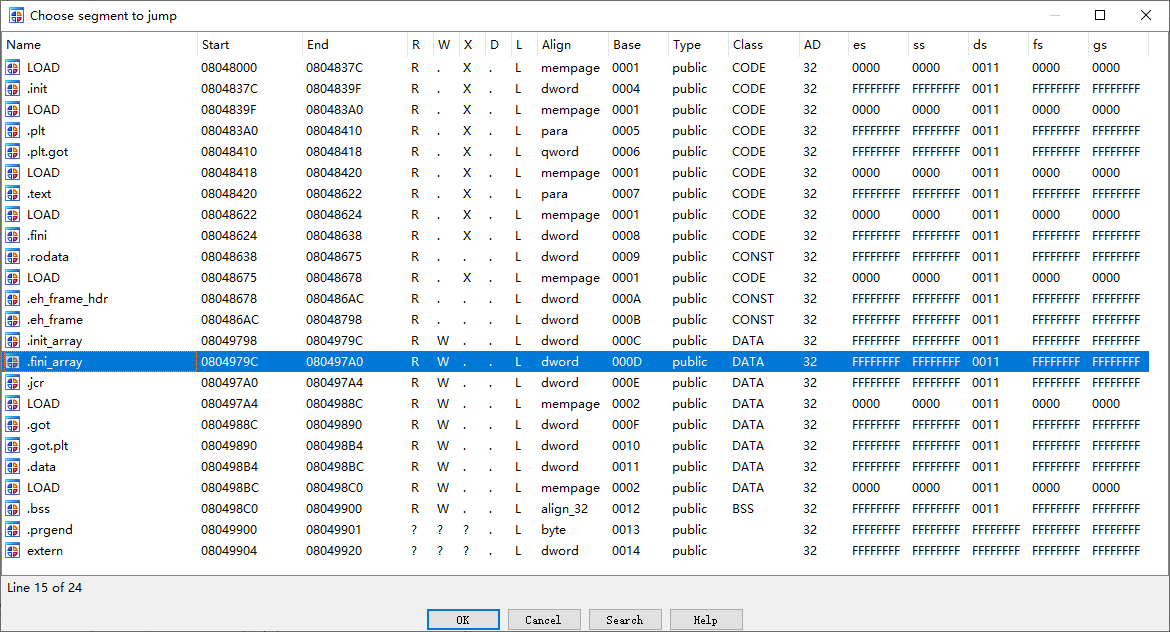 Choose segment to jump
Name Start End R W X D L Align Base Type Class AD es ss ds fs gs
LOAD 08048000 0804837C R . X . L mempage 0001 public CODE 32 0000 0000 0011 0000 0000
.init 0804837C 0804839F R . X . L dword 0004 public CODE 32 FFFFFFFF FFFFFFFF 0011 FFFFFFFF FFFFFFFF
LOAD 0804839F 080483A0 R . X . L mempage 0001 public CODE 32 0000 0000 0011 0000 0000
.plt 080483A0 08048410 R . X . L para 0005 public CODE 32 FFFFFFFF FFFFFFFF 0011 FFFFFFFF FFFFFFFF
.plt.got 08048410 08048418 R . X . L qword 0006 public CODE 32 FFFFFFFF FFFFFFFF 0011 FFFFFFFF FFFFFFFF
LOAD 08048418 08048420 R . X . L mempage 0001 public CODE 32 0000 0000 0011 0000 0000
.text 08048420 08048622 R . X . L para 0007 public CODE 32 FFFFFFFF FFFFFFFF 0011 FFFFFFFF FFFFFFFF
LOAD 08048622 08048624 R . X . L mempage 0001 public CODE 32 0000 0000 0011 0000 0000
.fini 08048624 08048638 R . X . L dword 0008 public CODE 32 FFFFFFFF FFFFFFFF 0011 FFFFFFFF FFFFFFFF
.rodata 08048638 08048675 R . . . L dword 0009 public CONST 32 FFFFFFFF FFFFFFFF 0011 FFFFFFFF FFFFFFFF
LOAD 08048675 08048678 R . X . L mempage 0001 public CODE 32 0000 0000 0011 0000 0000
.eh_frame_hdr 08048678 080486AC R . . . L dword 000A public CONST 32 FFFFFFFF FFFFFFFF 0011 FFFFFFFF FFFFFFFF
.eh_frame 080486AC 08048798 R . . . L dword 000B public CONST 32 FFFFFFFF FFFFFFFF 0011 FFFFFFFF FFFFFFFF
.init_array 08049798 0804979C R W . . L dword 000C public DATA 32 FFFFFFFF FFFFFFFF 0011 FFFFFFFF FFFFFFFF
.fini_array 0804979C 080497A0 R W . . L dword 000D public DATA 32 FFFFFFFF FFFFFFFF 0011 FFFFFFFF FFFFFFFF
.jcr 080497A0 080497A4 R W . . L dword 000E public DATA 32 FFFFFFFF FFFFFFFF 0011 FFFFFFFF FFFFFFFF
LOAD 080497A4 0804988C R W . . L mempage 0002 public DATA 32 0000 0000 0011 0000 0000
.got 0804988C 08049890 R W . . L dword 000F public DATA 32 FFFFFFFF FFFFFFFF 0011 FFFFFFFF FFFFFFFF
.got.plt 08049890 080498B4 R W . . L dword 0010 public DATA 32 FFFFFFFF FFFFFFFF 0011 FFFFFFFF FFFFFFFF
.data 080498B4 080498BC R W . . L dword 0011 public DATA 32 FFFFFFFF FFFFFFFF 0011 FFFFFFFF FFFFFFFF
LOAD 080498BC 080498C0 R W . . L mempage 0002 public DATA 32 0000 0000 0011 0000 0000
.bss 080498C0 08049900 R W . . L align_32 0012 public BSS 32 FFFFFFFF FFFFFFFF 0011 FFFFFFFF FFFFFFFF
.prgend 08049900 08049901 ? ? ? . L byte 0013 public 32 FFFFFFFF FFFFFFFF FFFFFFFF FFFFFFFF FFFFFFFF
extern 08049904 08049920 ? ? ? . L dword 0014 public 32 FFFFFFFF FFFFFFFF FFFFFFFF FFFFFFFF FFFFFFFF
Line 15 of 24
OK Cancel Search Help